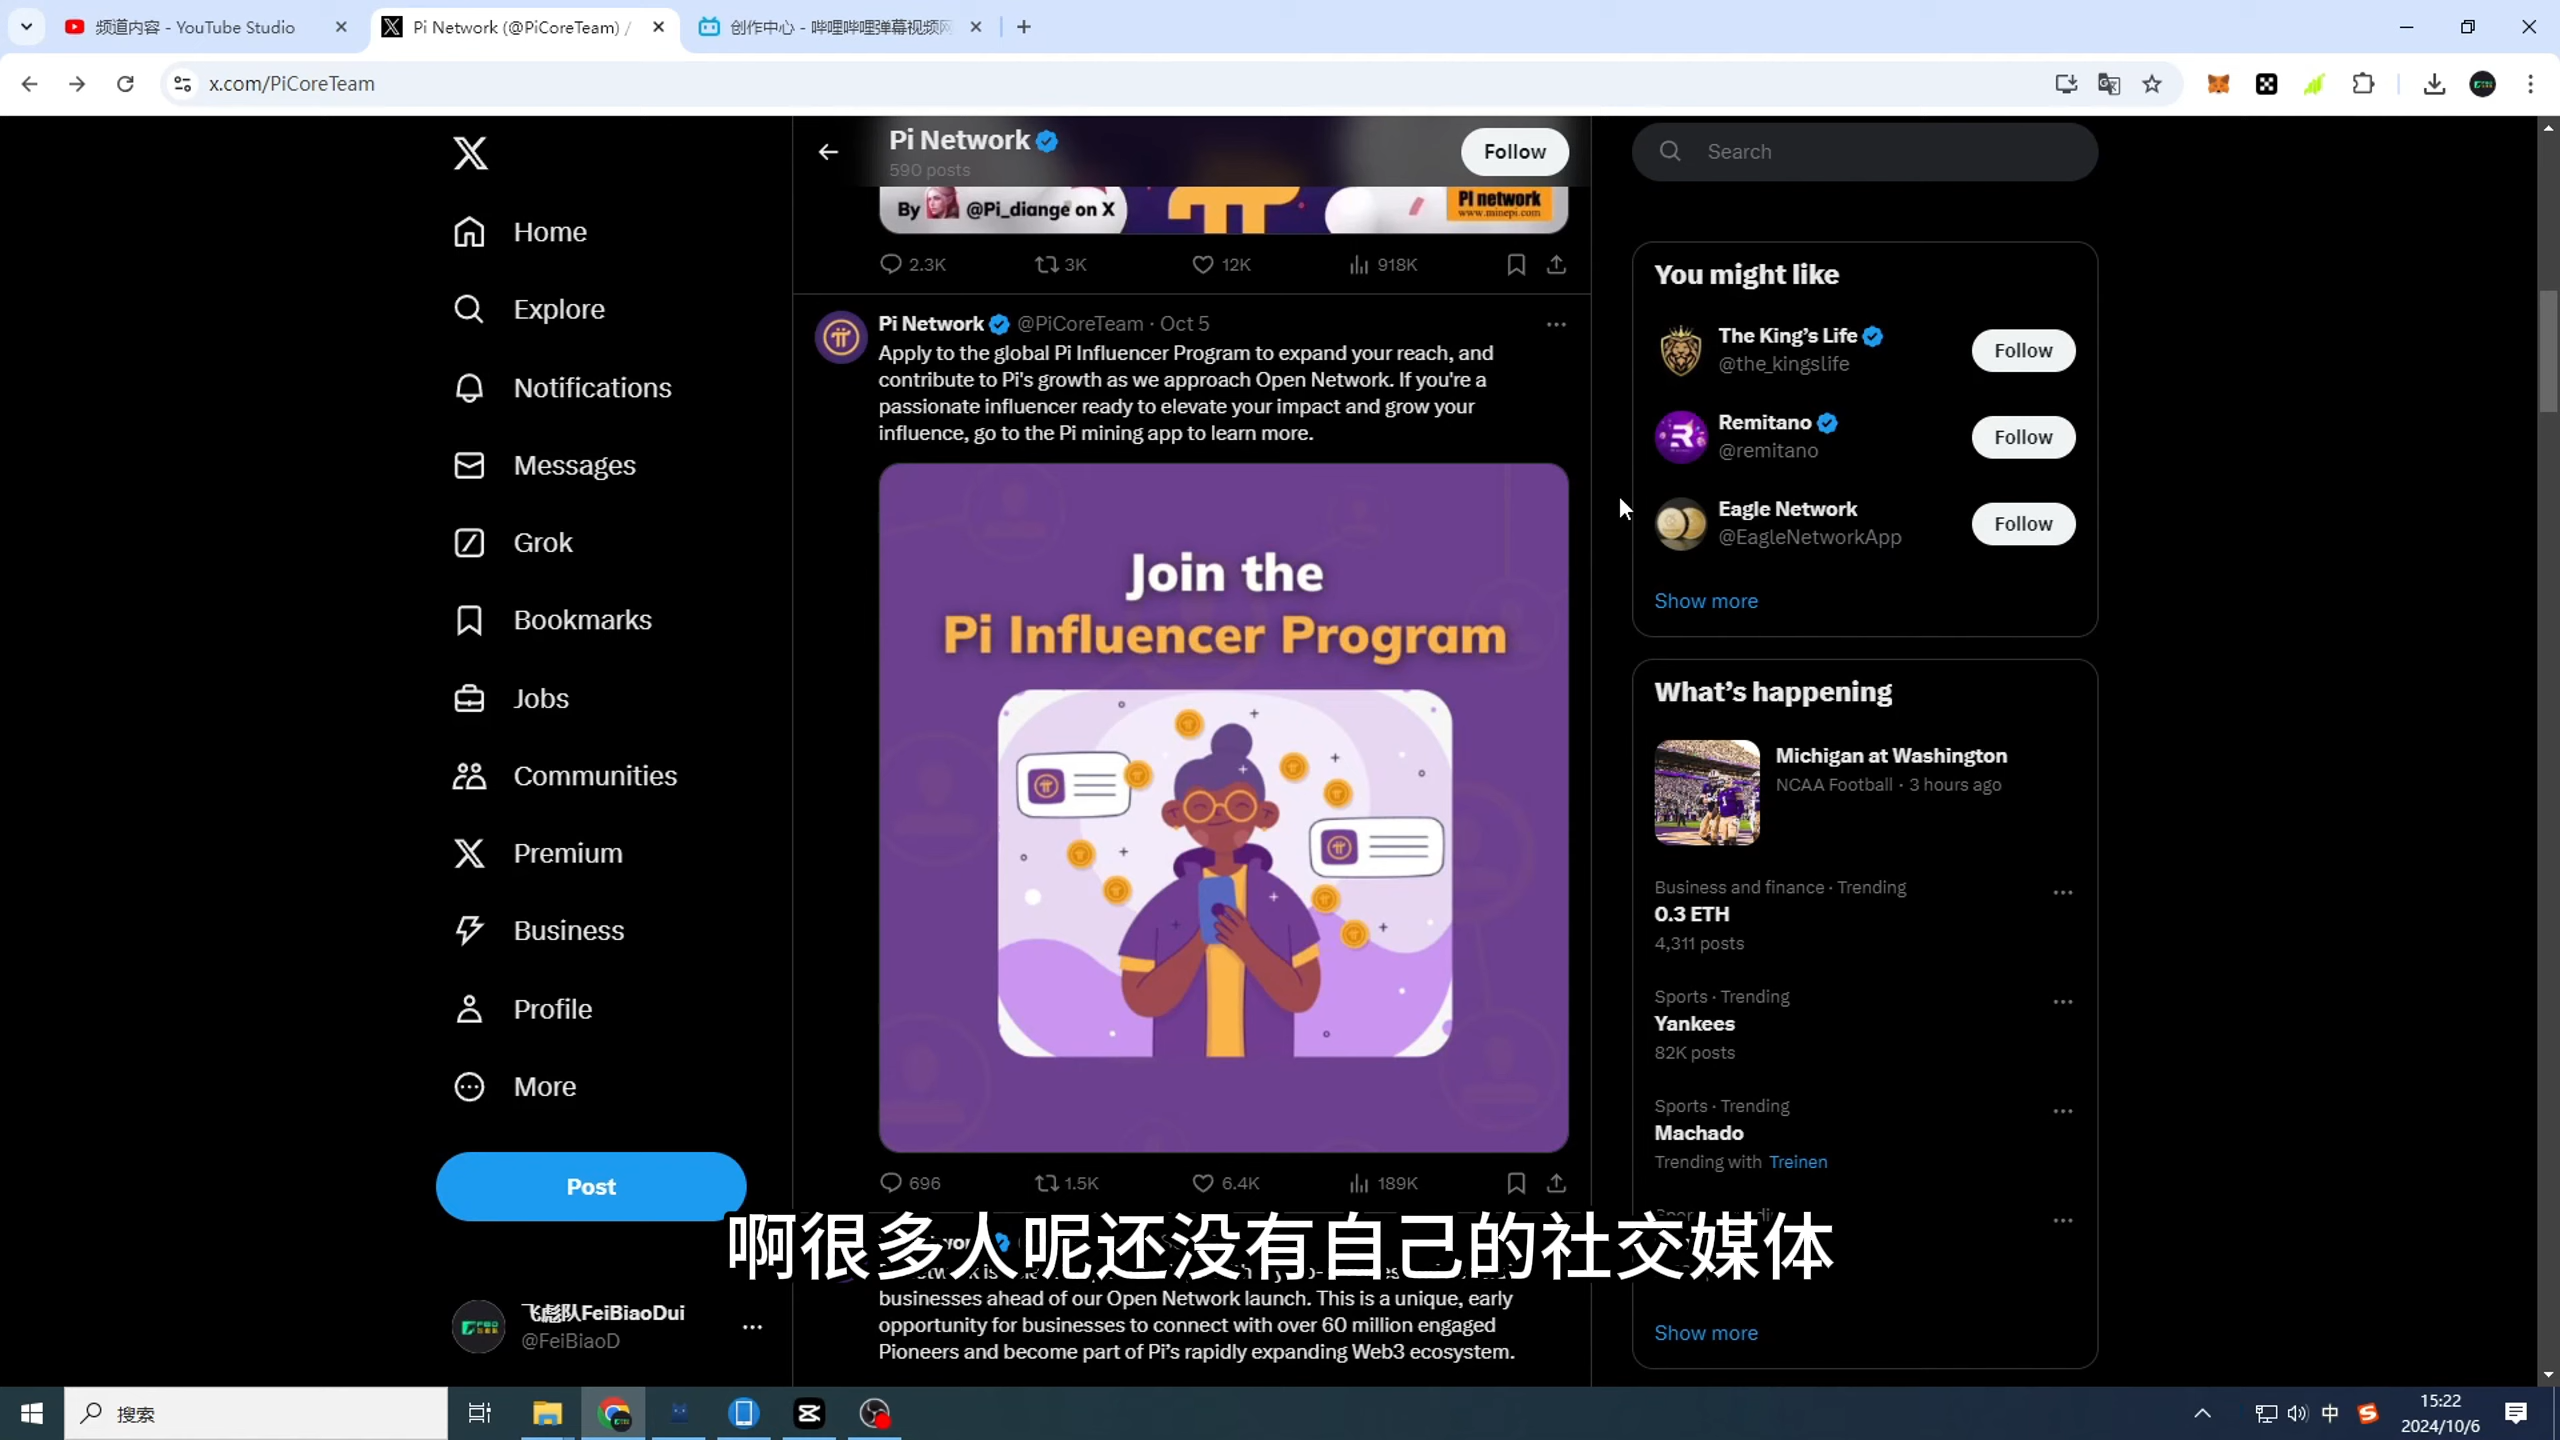 频道内容 - YouTube Studio
Pi Network (@PiCoreTeam) /
创作中心 - 哔哩哔哩弹幕视频网
x.com/PiCoreTeam
Pi Network
590 posts
Follow
Search
Home
Explore
Notifications
Messages
Grok
Bookmarks
Jobs
Communities
Premium
Business
Profile
More
Post
飞彪队FeiBiaoDui
@FeiBiaoD
By @Pi_diange on X
Pi network
www.minepi.com
2.3K 3K 12K 918K
Pi Network @PiCoreTeam · Oct 5
Apply to the global Pi Influencer Program to expand your reach, and
contribute to Pi's growth as we approach Open Network. If you're a
passionate influencer ready to elevate your impact and grow your
influence, go to the Pi mining app to learn more.
Join the
Pi Influencer Program
696 1.5K 6.4K 189K
businesses ahead of our Open Network launch. This is a unique, early
opportunity for businesses to connect with over 60 million engaged
Pioneers and become part of Pi's rapidly expanding Web3 ecosystem.
啊很多人呢还没有自己的社交媒体
You might like
The King's Life
@the_kingslife
Follow
Remitano
@remitano
Follow
Eagle Network
@EagleNetworkApp
Follow
Show more
What's happening
Michigan at Washington
NCAA Football · 3 hours ago
Business and finance · Trending
0.3 ETH
4,311 posts
Sports · Trending
Yankees
82K posts
Sports · Trending
Machado
Trending with Treinen
Show more
搜索
中
15:22
2024/10/6